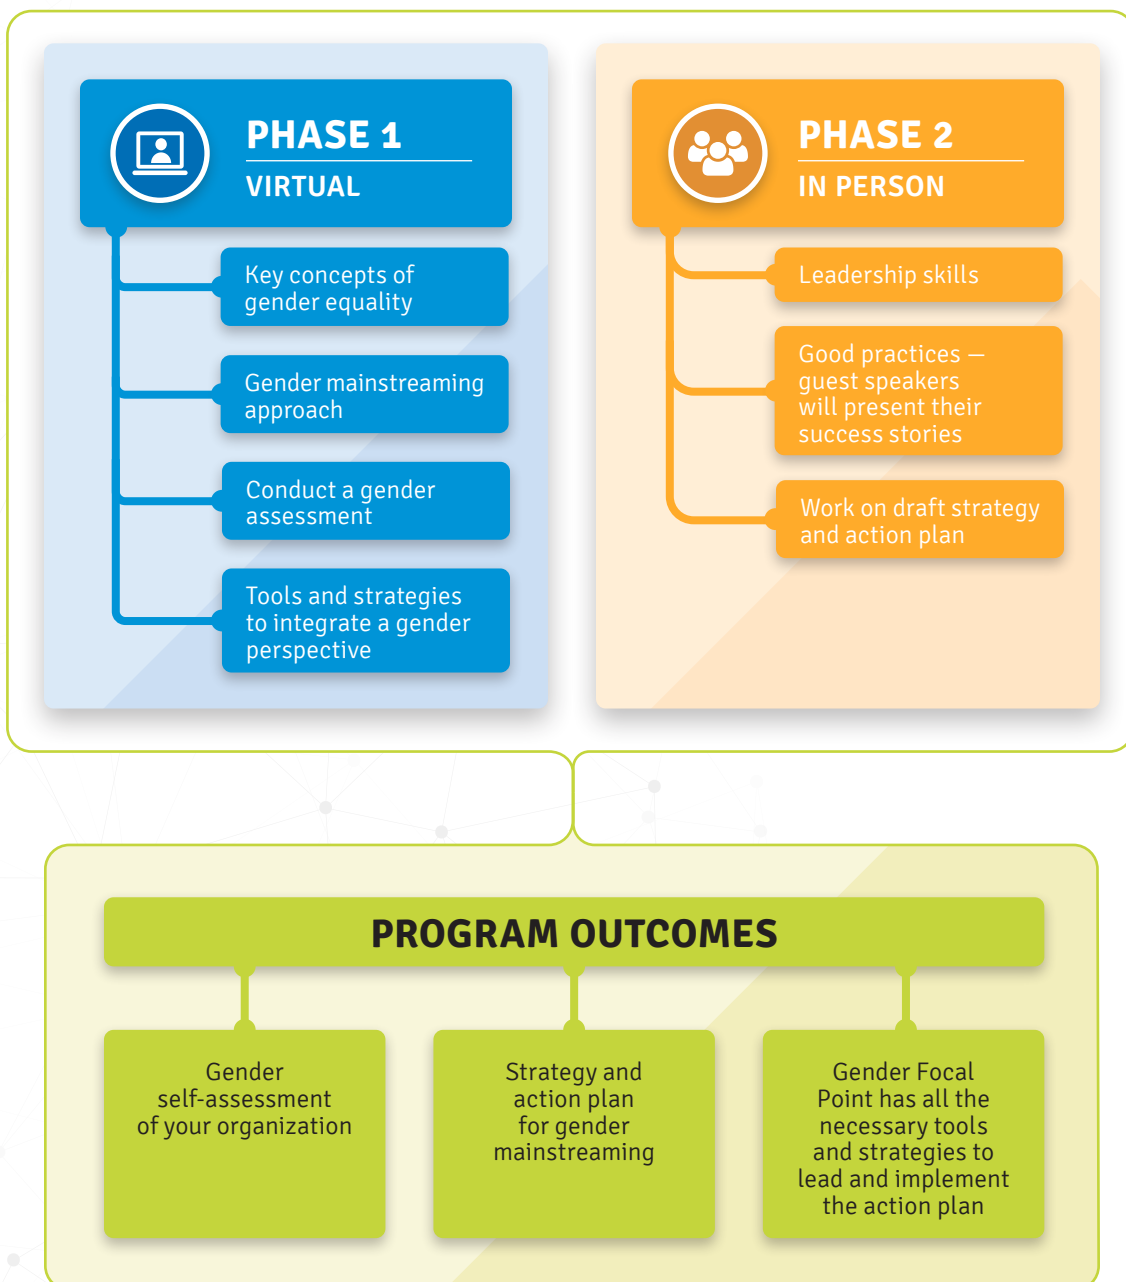 PHASE 1
VIRTUAL
Key concepts of
gender equality
Gender mainstreaming
approach
Conduct a gender
assessment
Tools and strategies
to integrate a gender
perspective
PHASE 2
IN PERSON
Leadership skills
Good practices —
guest speakers
will present their
success stories
Work on draft strategy
and action plan
PROGRAM OUTCOMES
Gender
self-assessment
of your organization
Strategy and
action plan
for gender
mainstreaming
Gender Focal
Point has all the
necessary tools
and strategies to
lead and implement
the action plan